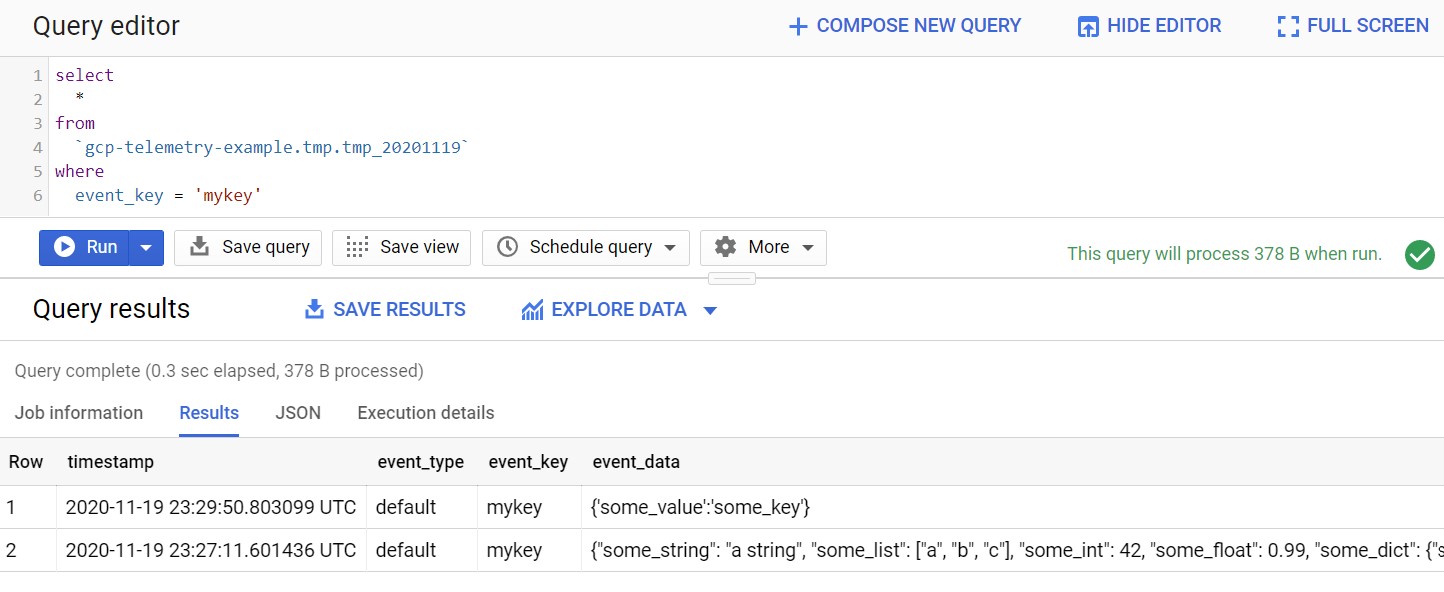 Query editor
COMPOSE NEW QUERY HIDE EDITOR FULL SCREEN
1 select
2 *
3 from
4 `gcp-telemetry-example.tmp.tmp_20201119`
5 where
6 event_key = 'mykey'
Run Save query Save view Schedule query More This query will process 378 B when run.
Query results SAVE RESULTS EXPLORE DATA
Query complete (0.3 sec elapsed, 378 B processed)
Job information Results JSON Execution details
Row timestamp event_type event_key event_data
1 2020-11-19 23:29:50.803099 UTC default mykey {'some_value':'some_key'}
2 2020-11-19 23:27:11.601436 UTC default mykey {"some_string": "a string", "some_list": ["a", "b", "c"], "some_int": 42, "some_float": 0.99, "some_dict": {"s